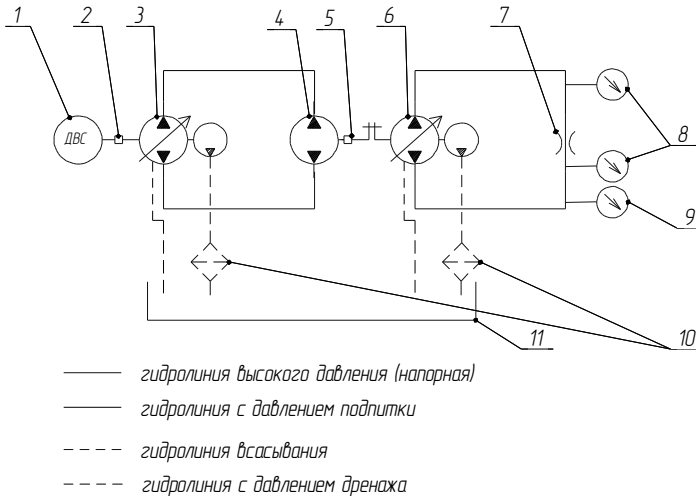 1 2 3 4 5 6 7
8
9
10
11
ДВС
гидролиния высокого давления (напорная)
гидролиния с давлением подпитки
гидролиния всасывания
гидролиния с давлением дренажа